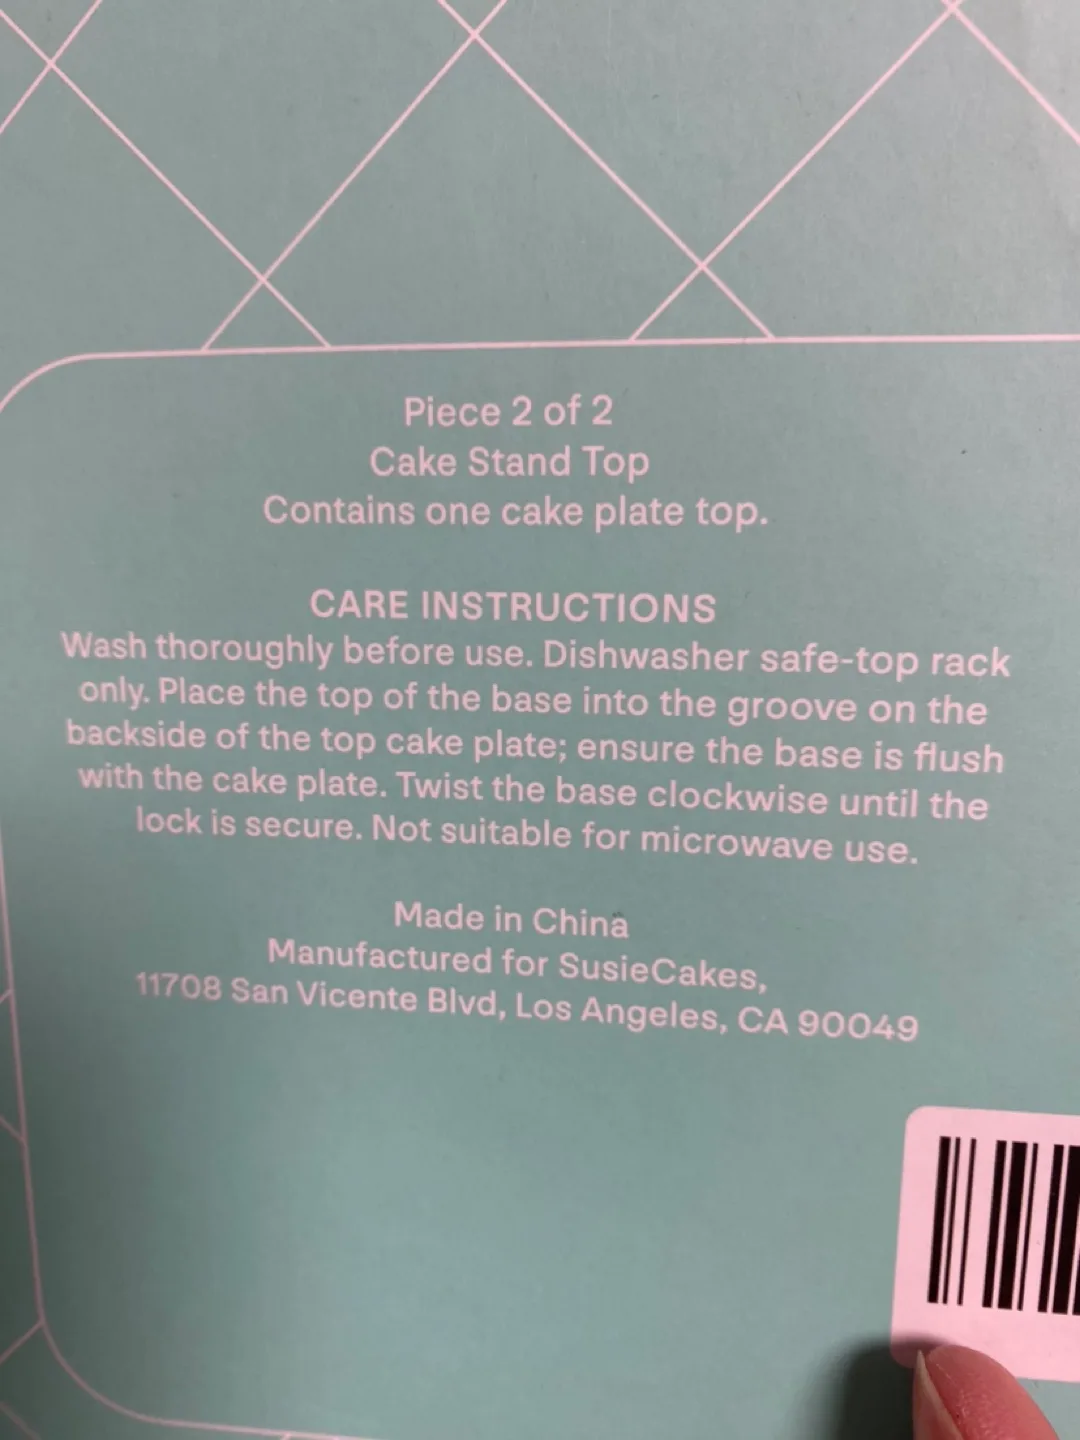 Piece 2 of 2
Cake Stand Top
Contains one cake plate top.
CARE INSTRUCTIONS
Wash thoroughly before use. Dishwasher safe-top rack
only. Place the top of the base into the groove on the
backside of the top cake plate; ensure the base is flush
with the cake plate. Twist the base clockwise until the
lock is secure. Not suitable for microwave use.
Made in China
Manufactured for SusieCakes,
11708 San Vicente Blvd, Los Angeles, CA 90049